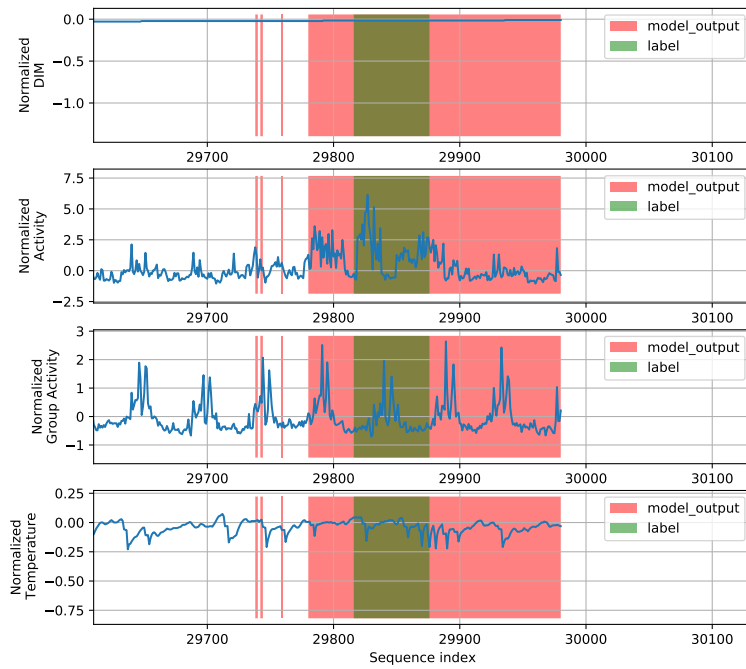 Normalized
DIM
0.0
−0.5
−1.0
model_output
label
29700
29800
29900
30000
30100
Normalized
Activity
7.5
5.0
2.5
0.0
−2.5
model_output
label
29700
29800
29900
30000
30100
Normalized
Group Activity
3
2
1
0
−1
model_output
label
29700
29800
29900
30000
30100
Normalized
Temperature
0.25
0.00
−0.25
−0.50
−0.75
model_output
label
29700
29800
29900
30000
30100
Sequence index